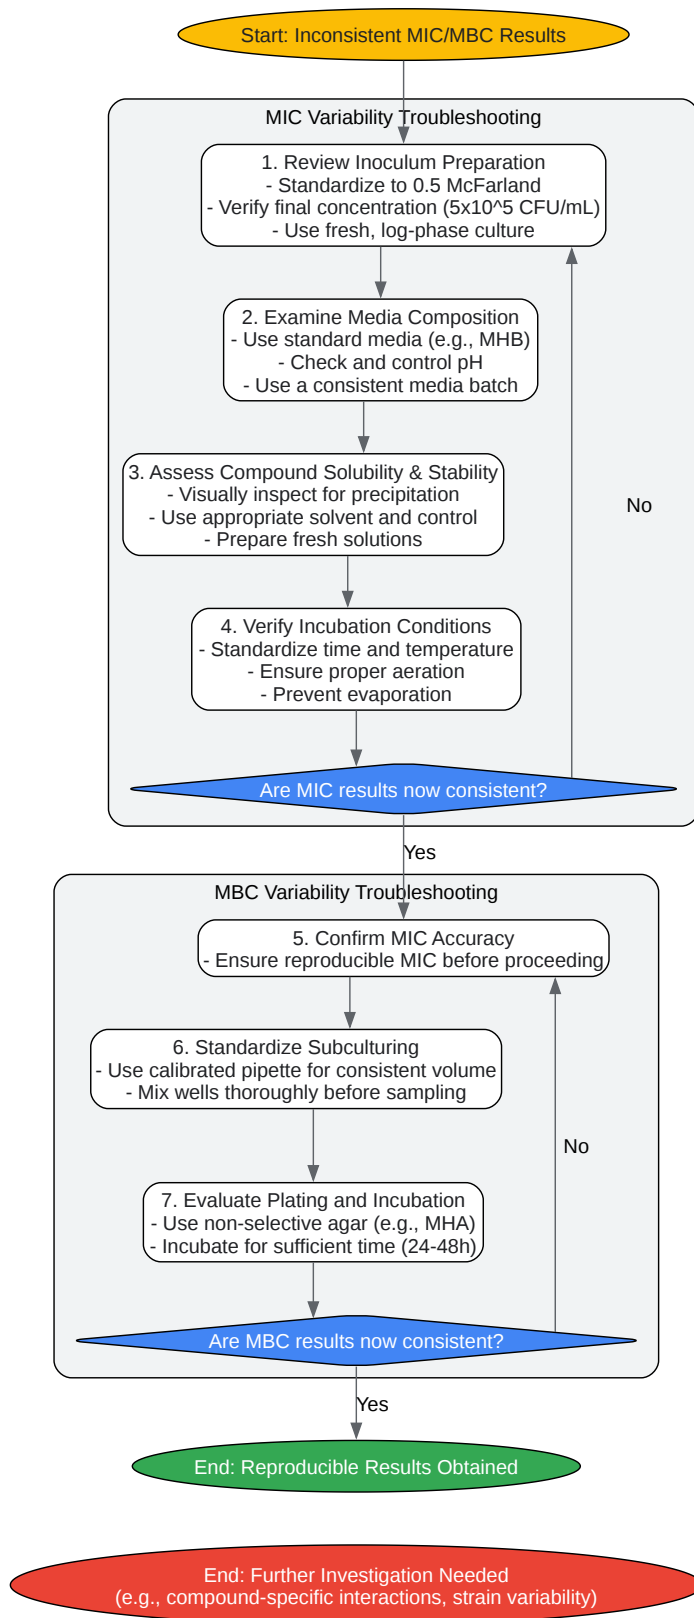 Start: Inconsistent MIC/MBC Results
MIC Variability Troubleshooting
1. Review Inoculum Preparation
- Standardize to 0.5 McFarland
- Verify final concentration (5x10^5 CFU/mL)
- Use fresh, log-phase culture
2. Examine Media Composition
- Use standard media (e.g., MHB)
- Check and control pH
- Use a consistent media batch
3. Assess Compound Solubility & Stability
- Visually inspect for precipitation
- Use appropriate solvent and control
- Prepare fresh solutions
No
4. Verify Incubation Conditions
- Standardize time and temperature
- Ensure proper aeration
- Prevent evaporation
Are MIC results now consistent?
Yes
MBC Variability Troubleshooting
5. Confirm MIC Accuracy
- Ensure reproducible MIC before proceeding
6. Standardize Subculturing
- Use calibrated pipette for consistent volume
- Mix wells thoroughly before sampling
No
7. Evaluate Plating and Incubation
- Use non-selective agar (e.g., MHA)
- Incubate for sufficient time (24-48h)
Are MBC results now consistent?
Yes
End: Reproducible Results Obtained
End: Further Investigation Needed
(e.g., compound-specific interactions, strain variability)